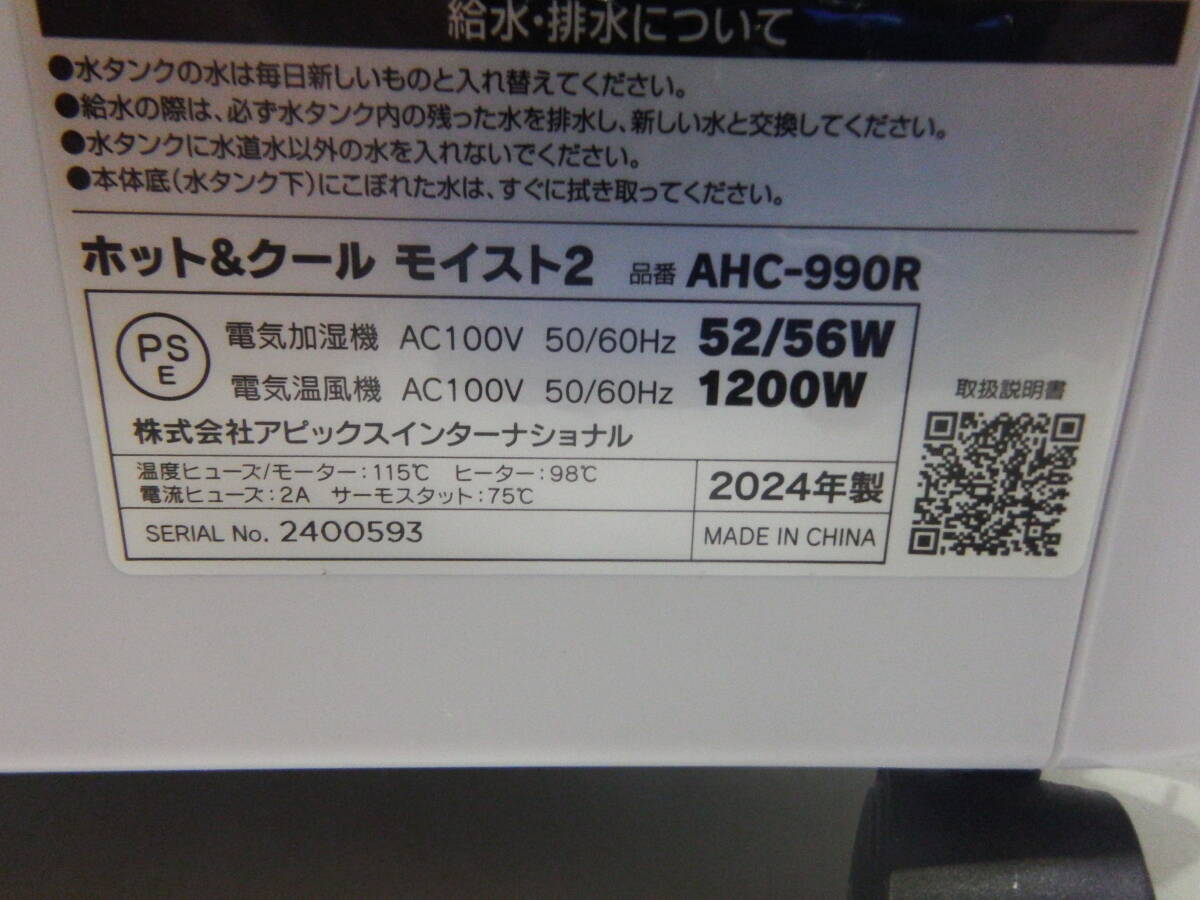 給水・排水について
●水タンクの水は毎日新しいものと入れ替えてください。
●給水の際は、必ず水タンク内の残った水を排水し、新しい水と交換してください。
●水タンクに水道水以外の水を入れないでください。
●本体底(水タンク下)にこぼれた水は、すぐに拭き取ってください。
ホット&クール モイスト2 品番 AHC-990R
PSE 電気加湿機 AC100V 50/60Hz 52/56W
電気温風機 AC100V 50/60Hz 1200W
株式会社アピックスインターナショナル
取扱説明書
温度ヒューズ/モーター:115℃ ヒーター:98℃
電流ヒューズ:2A サーモスタット:75℃
2024年製
SERIAL No. 2400593
MADE IN CHINA